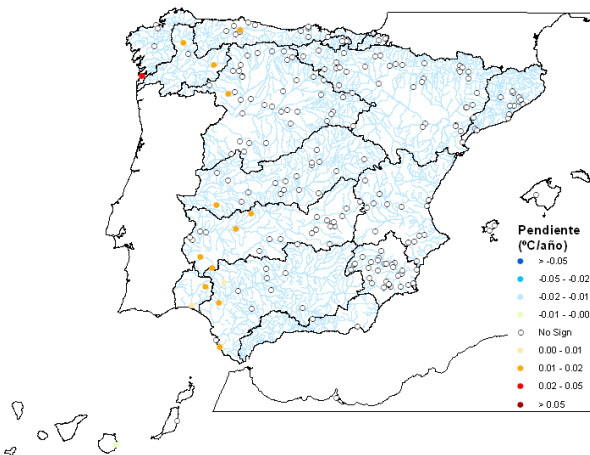 Pendiente
(ºC/año)
> -0.05
-0.05 - -0.02
-0.02 - -0.01
-0.01 - -0.00
No Sign
0.00 - 0.01
0.01 - 0.02
0.02 - 0.05
> 0.05